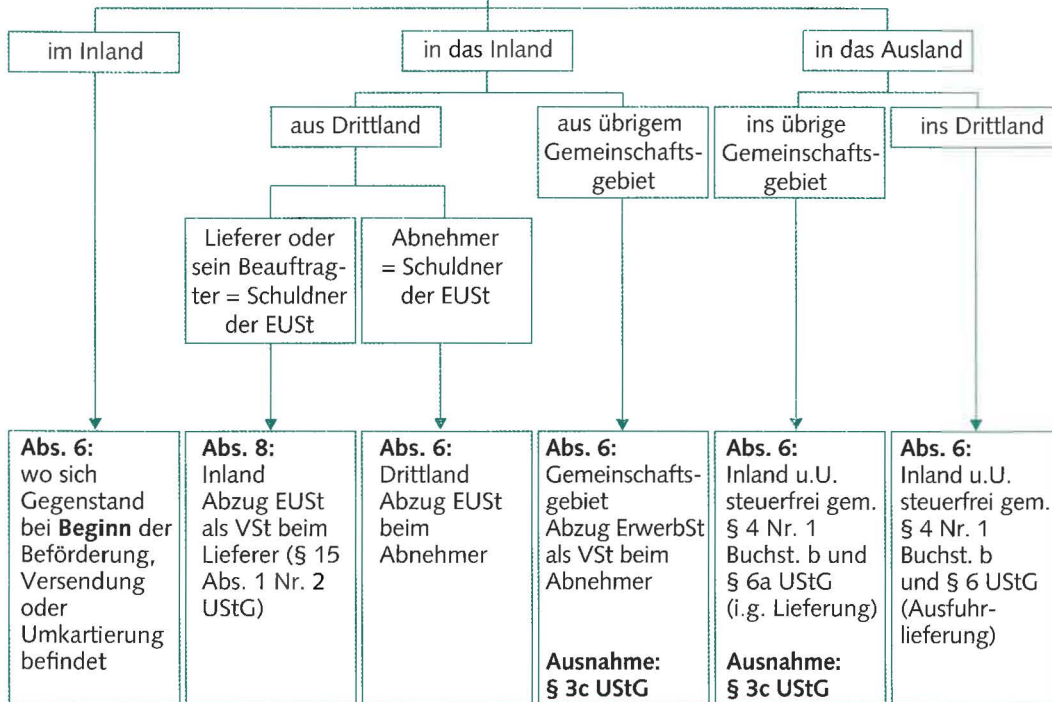 im Inland
in das Inland
in das Ausland
aus Drittland
aus übrigem
Gemeinschafts-
gebiet
ins übrige
Gemeinschafts-
gebiet
ins Drittland
Lieferer oder
sein Beauftrag-
ter = Schuldner
der EUSt
Abnehmer
= Schuldner
der EUSt
Abs. 6:
wo sich
Gegenstand
bei Beginn der
Beförderung,
Versendung
oder
Umkartierung
befindet
Abs. 8:
Inland
Abzug EUSt
als VSt beim
Lieferer (§ 15
Abs. 1 Nr. 2
UStG)
Abs. 6:
Drittland
Abzug EUSt
beim
Abnehmer
Abs. 6:
Gemeinschafts-
gebiet
Abzug ErwerbSt
als VSt beim
Abnehmer
Ausnahme:
§ 3c UStG
Abs. 6:
Inland u.U.
steuerfrei gem.
§ 4 Nr. 1
Buchst. b und
§ 6a UStG
(i.g. Lieferung)
Ausnahme:
§ 3c UStG
Abs. 6:
Inland u.U.
steuerfrei gem.
§ 4 Nr. 1
Buchst. b
und § 6 UStG
(Ausfuhr-
lieferung)